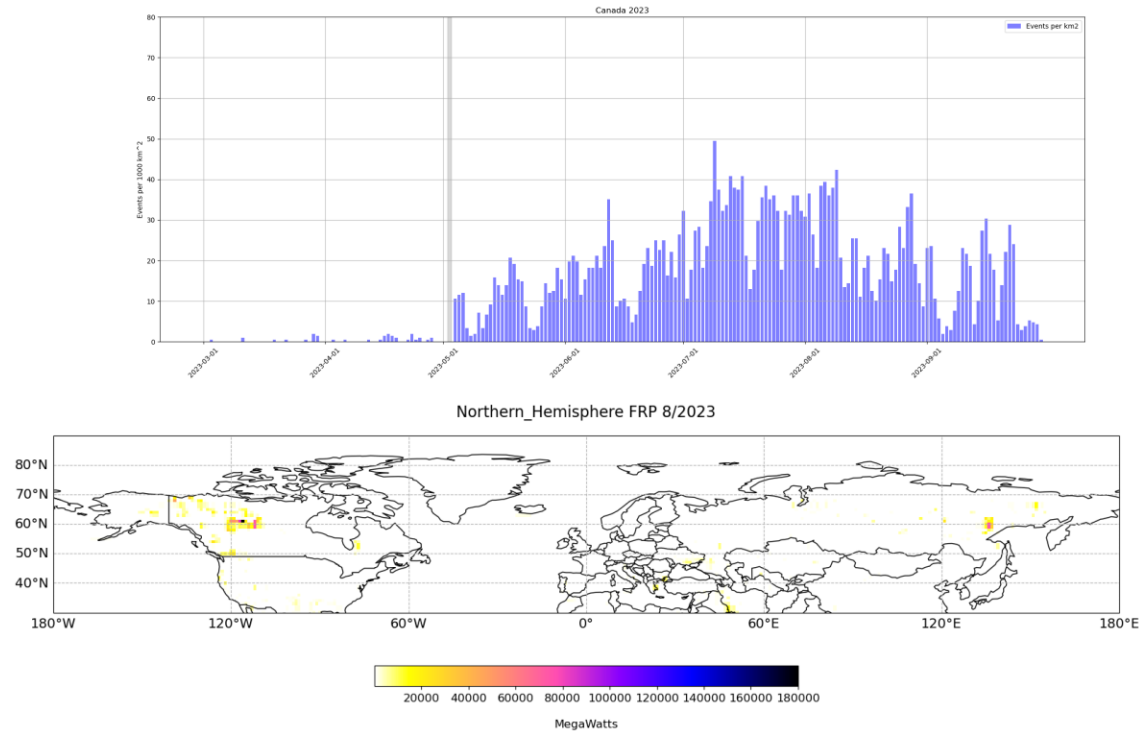 Canada 2023
Events per km2
80
70
60
50
40
30
20
10
0
Events per 1000 km^2
2023-03-01
2023-04-01
2023-05-01
2023-06-01
2023-07-01
2023-08-01
2023-09-01
Northern_Hemisphere FRP 8/2023
80°N
70°N
60°N
50°N
40°N
180°W 120°W 60°W 0° 60°E 120°E 180°E
20000 40000 60000 80000 100000 120000 140000 160000 180000
MegaWatts